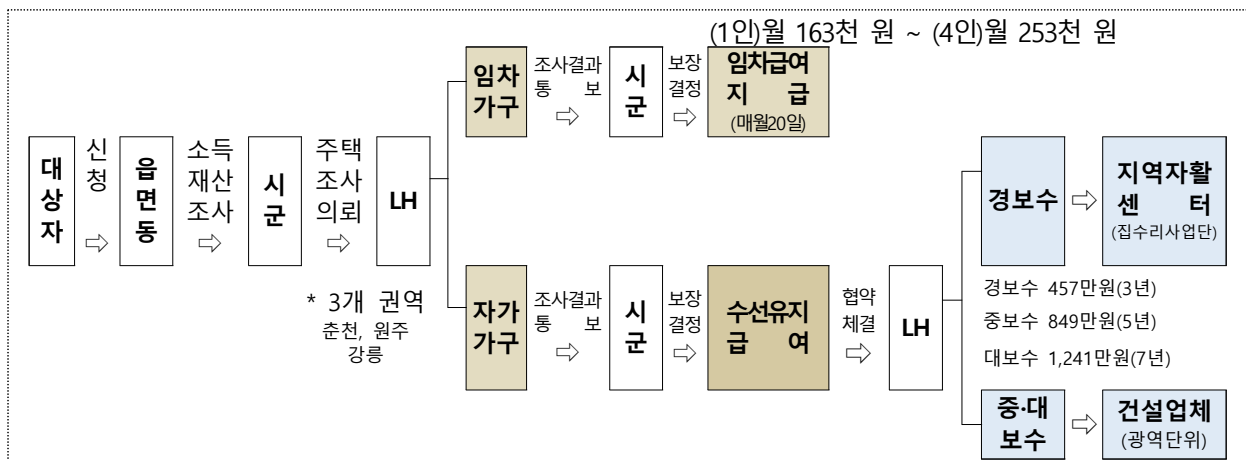 (1인)월 163천 원 ~ (4인)월 253천 원
임차
가구
조사결과
통 보
시
군
보장
결정
임차급여
지 급
(매월20일)
대
상
자
신
청
읍
면
동
소득
재산
조사
시
군
주택
조사
의뢰
LH
* 3개 권역
춘천, 원주
강릉
자가
가구
조사결과
통 보
시
군
보장
결정
수선유지
급 여
협약
체결
LH
경보수
지역자활
센 터
(집수리사업단)
경보수 457만원(3년)
중보수 849만원(5년)
대보수 1,241만원(7년)
중·대
보수
건설업체
(광역단위)